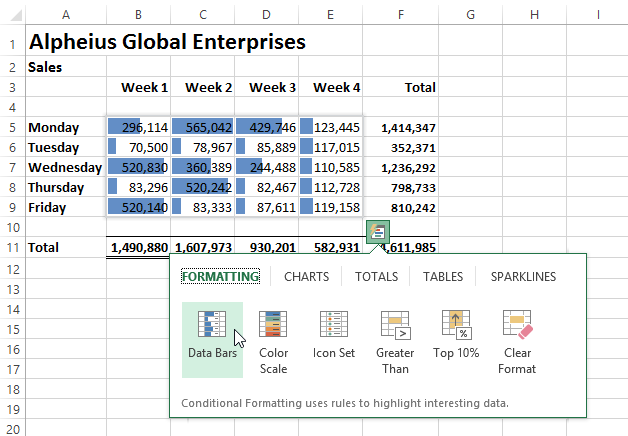 A B C D E F G H I
1 Alpheius Global Enterprises
2 Sales
3 Week 1 Week 2 Week 3 Week 4 Total
4
5 Monday 296,114 565,042 429,746 123,445 1,414,347
6 Tuesday 70,500 78,967 85,889 117,015 352,371
7 Wednesday 520,830 360,389 244,488 110,585 1,236,292
8 Thursday 83,296 520,242 82,467 112,728 798,733
9 Friday 520,140 83,333 87,611 119,158 810,242
10
11 Total 1,490,880 1,607,973 930,201 582,931 4,611,985
12
13
14
15
16
17
18
19
20
FORMATTING CHARTS TOTALS TABLES SPARKLINES
Data Bars Color Scale Icon Set Greater Than Top 10% Clear Format
Conditional Formatting uses rules to highlight interesting data.